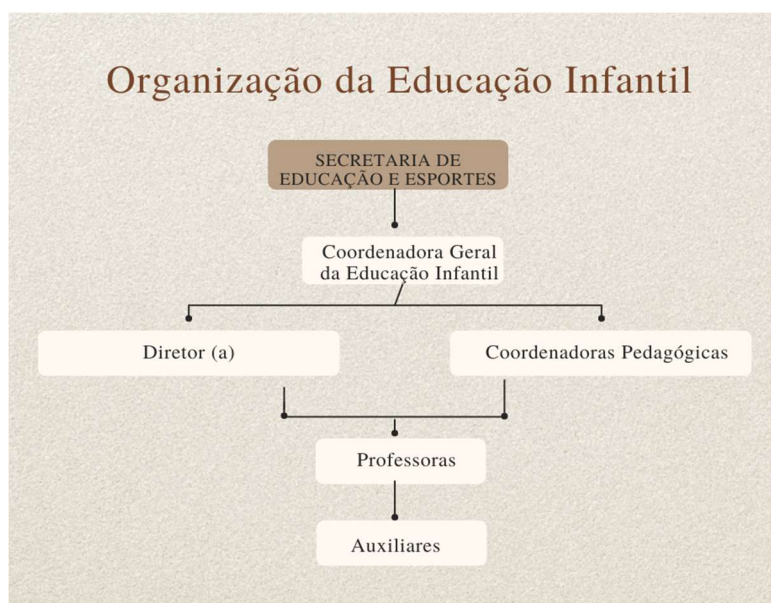 Organização da Educação Infantil
SECRETARIA DE
EDUCAÇÃO E ESPORTES
Coordenadora Geral
da Educação Infantil
Diretor (a)
Coordenadoras Pedagógicas
Professoras
Auxiliares